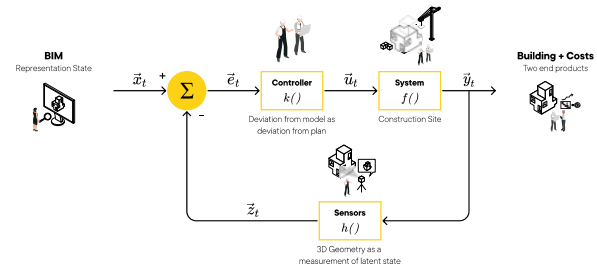 BIM
Representation State
x⃗t
+
Σ
−
e⃗t
Controller
k()
Deviation from model as
deviation from plan
u⃗t
System
f()
Construction Site
y⃗t
Building + Costs
Two end products
z⃗t
Sensors
h()
3D Geometry as a
measurement of latent state